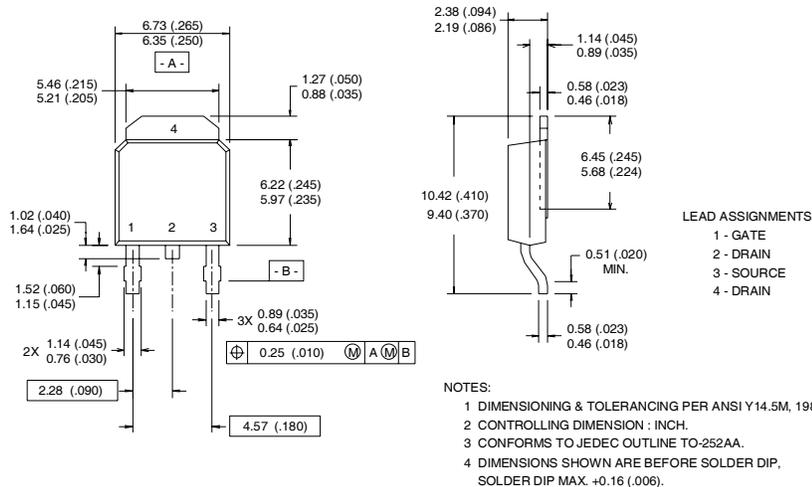 6.73 (.265)
6.35 (.250)
- A -
5.46 (.215)
5.21 (.205)
1.27 (.050)
0.88 (.035)
4
6.22 (.245)
5.97 (.235)
1.02 (.040)
1.64 (.025)
1 2 3
1.52 (.060)
1.15 (.045)
- B -
3X 0.89 (.035)
0.64 (.025)
2X 1.14 (.045)
0.76 (.030)
⌖ 0.25 (.010) Ⓜ A Ⓜ B
2.28 (.090)
4.57 (.180)
2.38 (.094)
2.19 (.086)
1.14 (.045)
0.89 (.035)
0.58 (.023)
0.46 (.018)
6.45 (.245)
5.68 (.224)
10.42 (.410)
9.40 (.370)
0.51 (.020)
MIN.
0.58 (.023)
0.46 (.018)
LEAD ASSIGNMENTS
1 - GATE
2 - DRAIN
3 - SOURCE
4 - DRAIN
NOTES:
1 DIMENSIONING & TOLERANCING PER ANSI Y14.5M, 198
2 CONTROLLING DIMENSION : INCH.
3 CONFORMS TO JEDEC OUTLINE TO-252AA.
4 DIMENSIONS SHOWN ARE BEFORE SOLDER DIP,
SOLDER DIP MAX. +0.16 (.006).